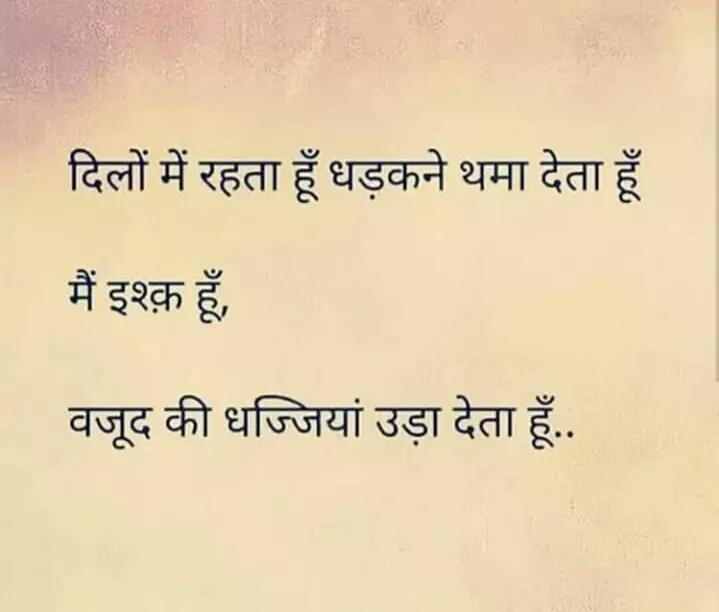 दिलों में रहता हूँ धड़कने थमा देता हूँ
मैं इश्क़ हूँ,
वजूद की धज्जियां उड़ा देता हूँ..